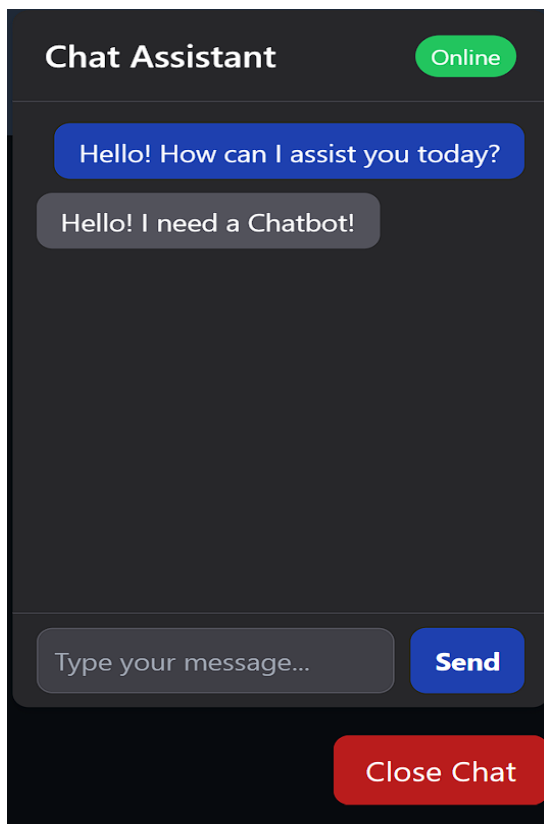 Chat Assistant
Online
Hello! How can I assist you today?
Hello! I need a Chatbot!
Type your message...
Send
Close Chat